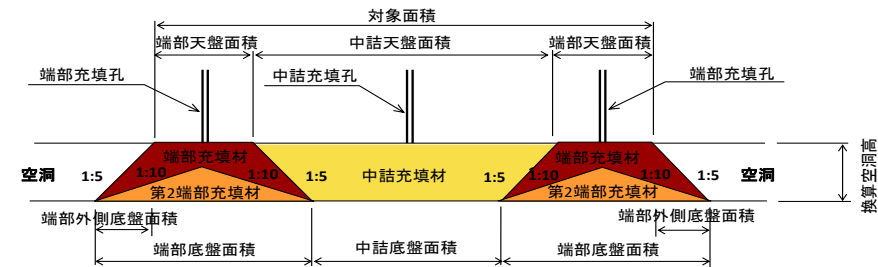 対象面積
端部天盤面積 中詰天盤面積 端部天盤面積
端部充填孔 中詰充填孔 端部充填孔
端部充填材 端部充填材
空洞 1:5 1:10 1:10 1:5 中詰充填材 1:5 1:10 1:10 1:5 空洞
第2端部充填材 第2端部充填材
換算空洞高
端部外側底盤面積 端部外側底盤面積
端部底盤面積 中詰底盤面積 端部底盤面積